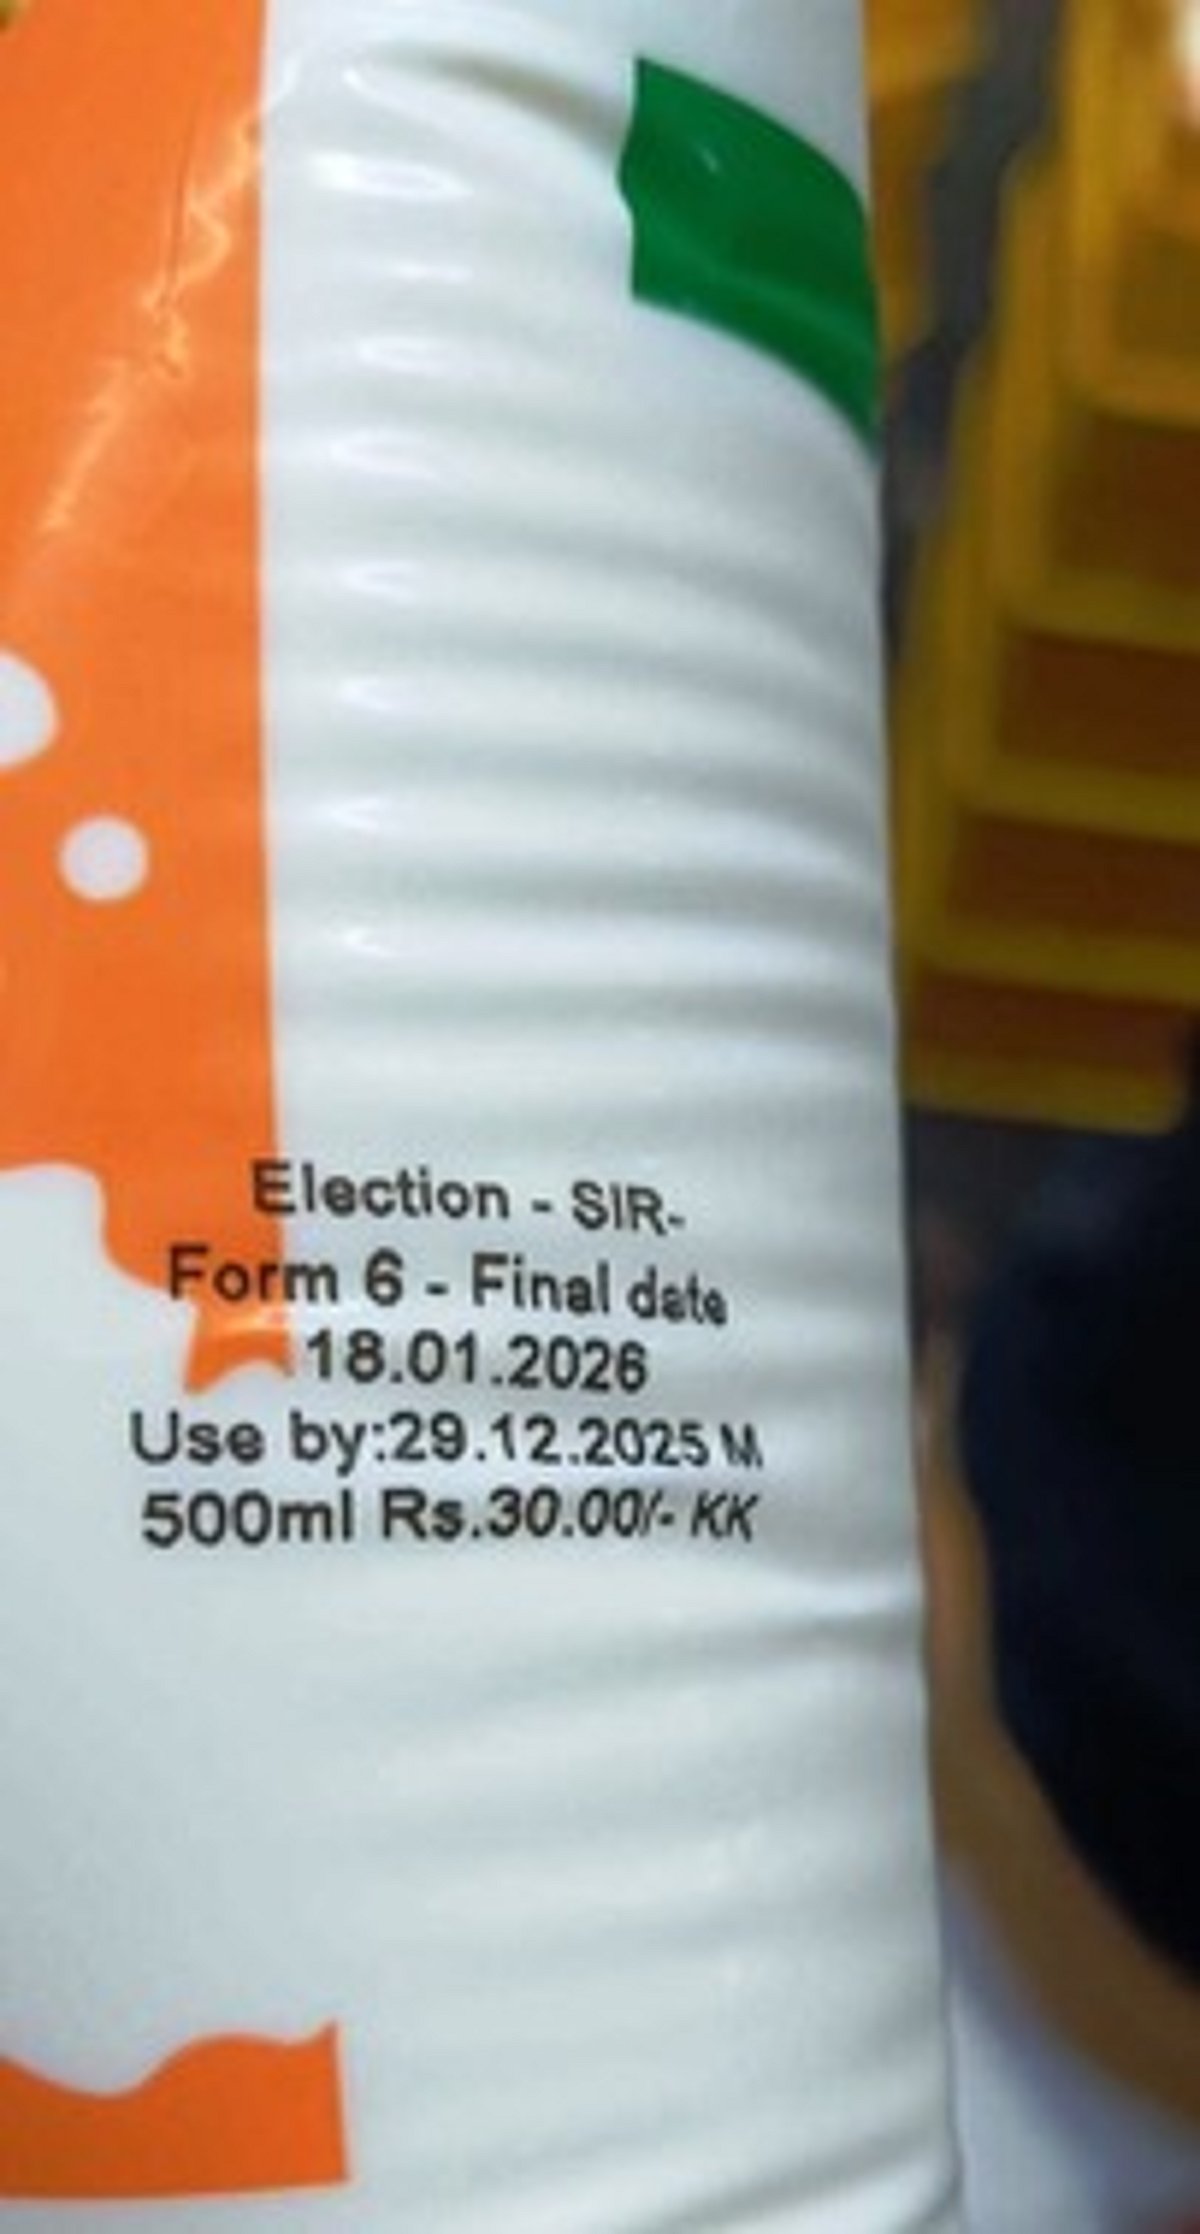 Election - SIR-
Form 6 - Final date
18.01.2026
Use by:29.12.2025 M
500ml Rs.30.00/- KK